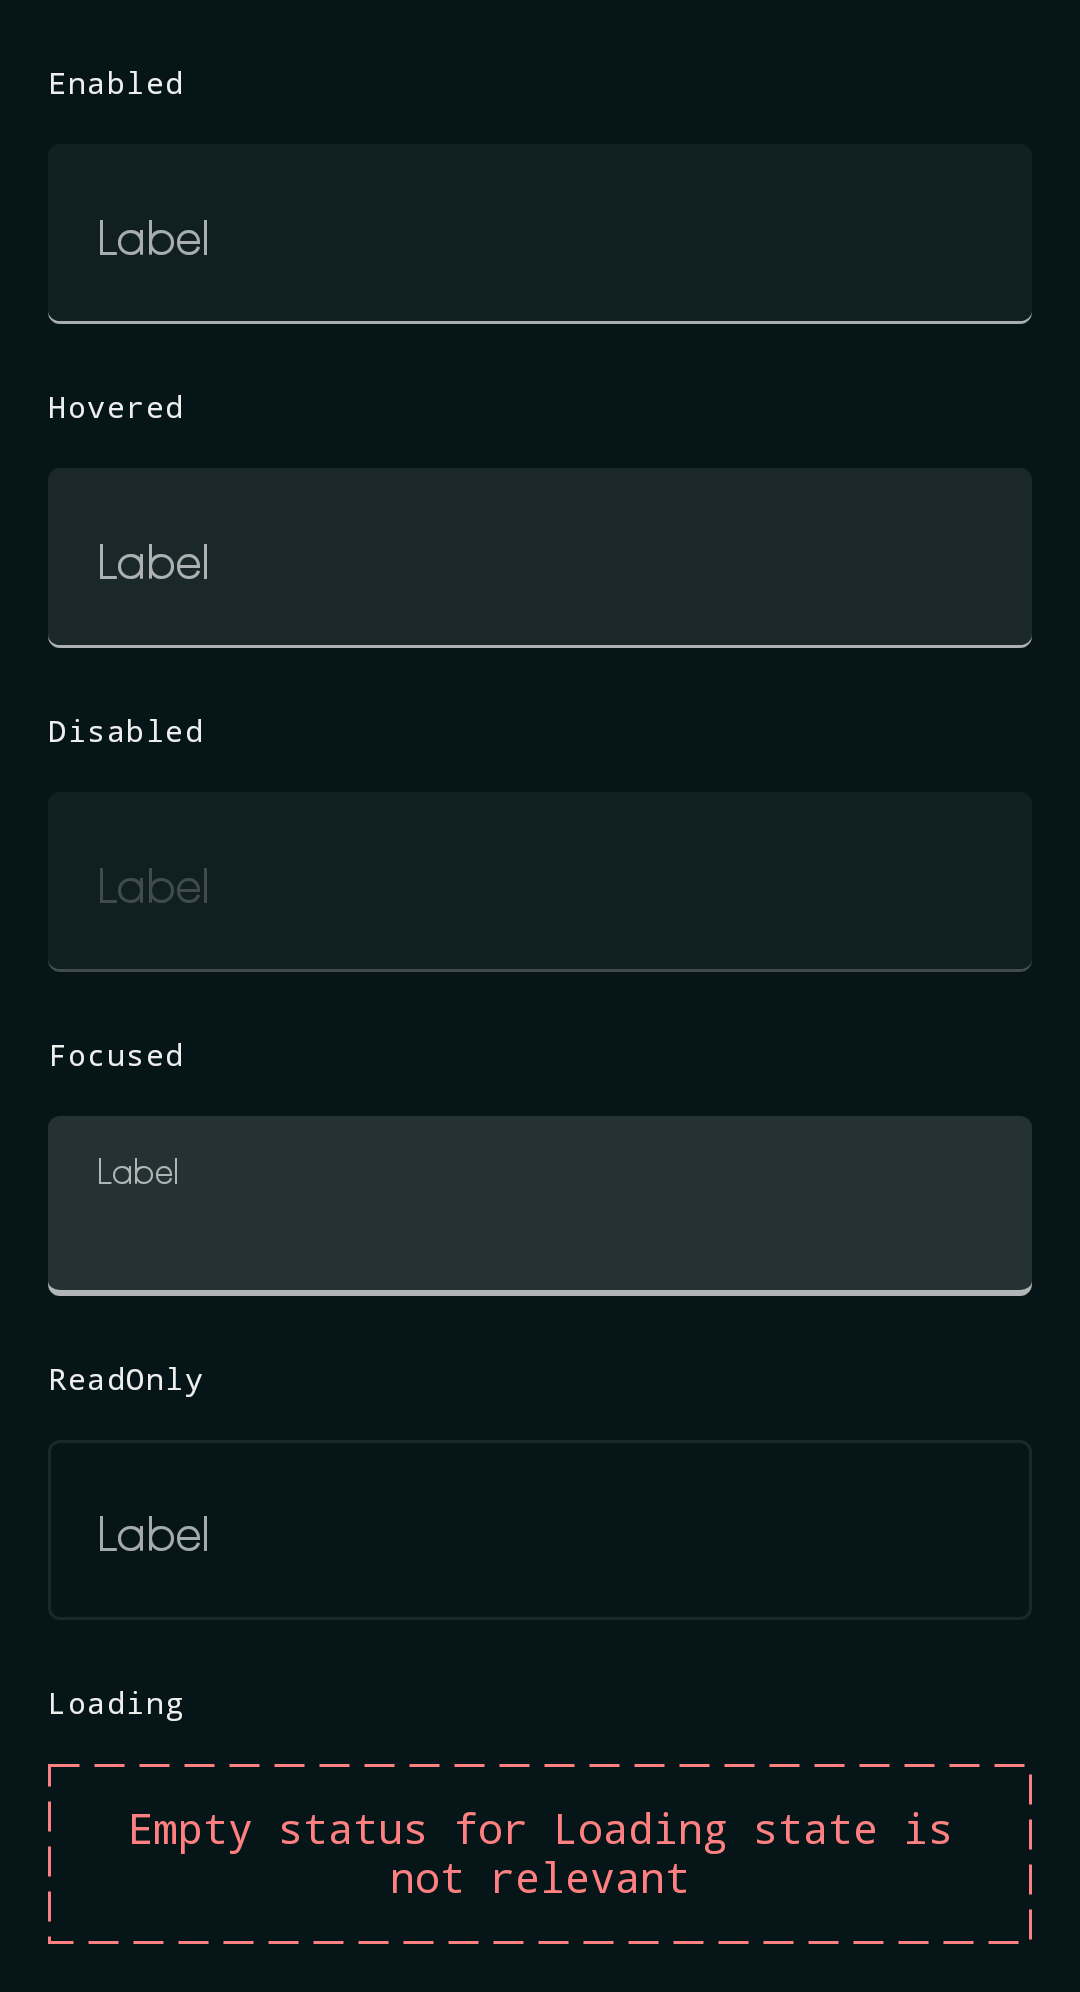 Enabled
Label
Hovered
Label
Disabled
Label
Focused
Label
ReadOnly
Label
Loading
Empty status for Loading state is
not relevant